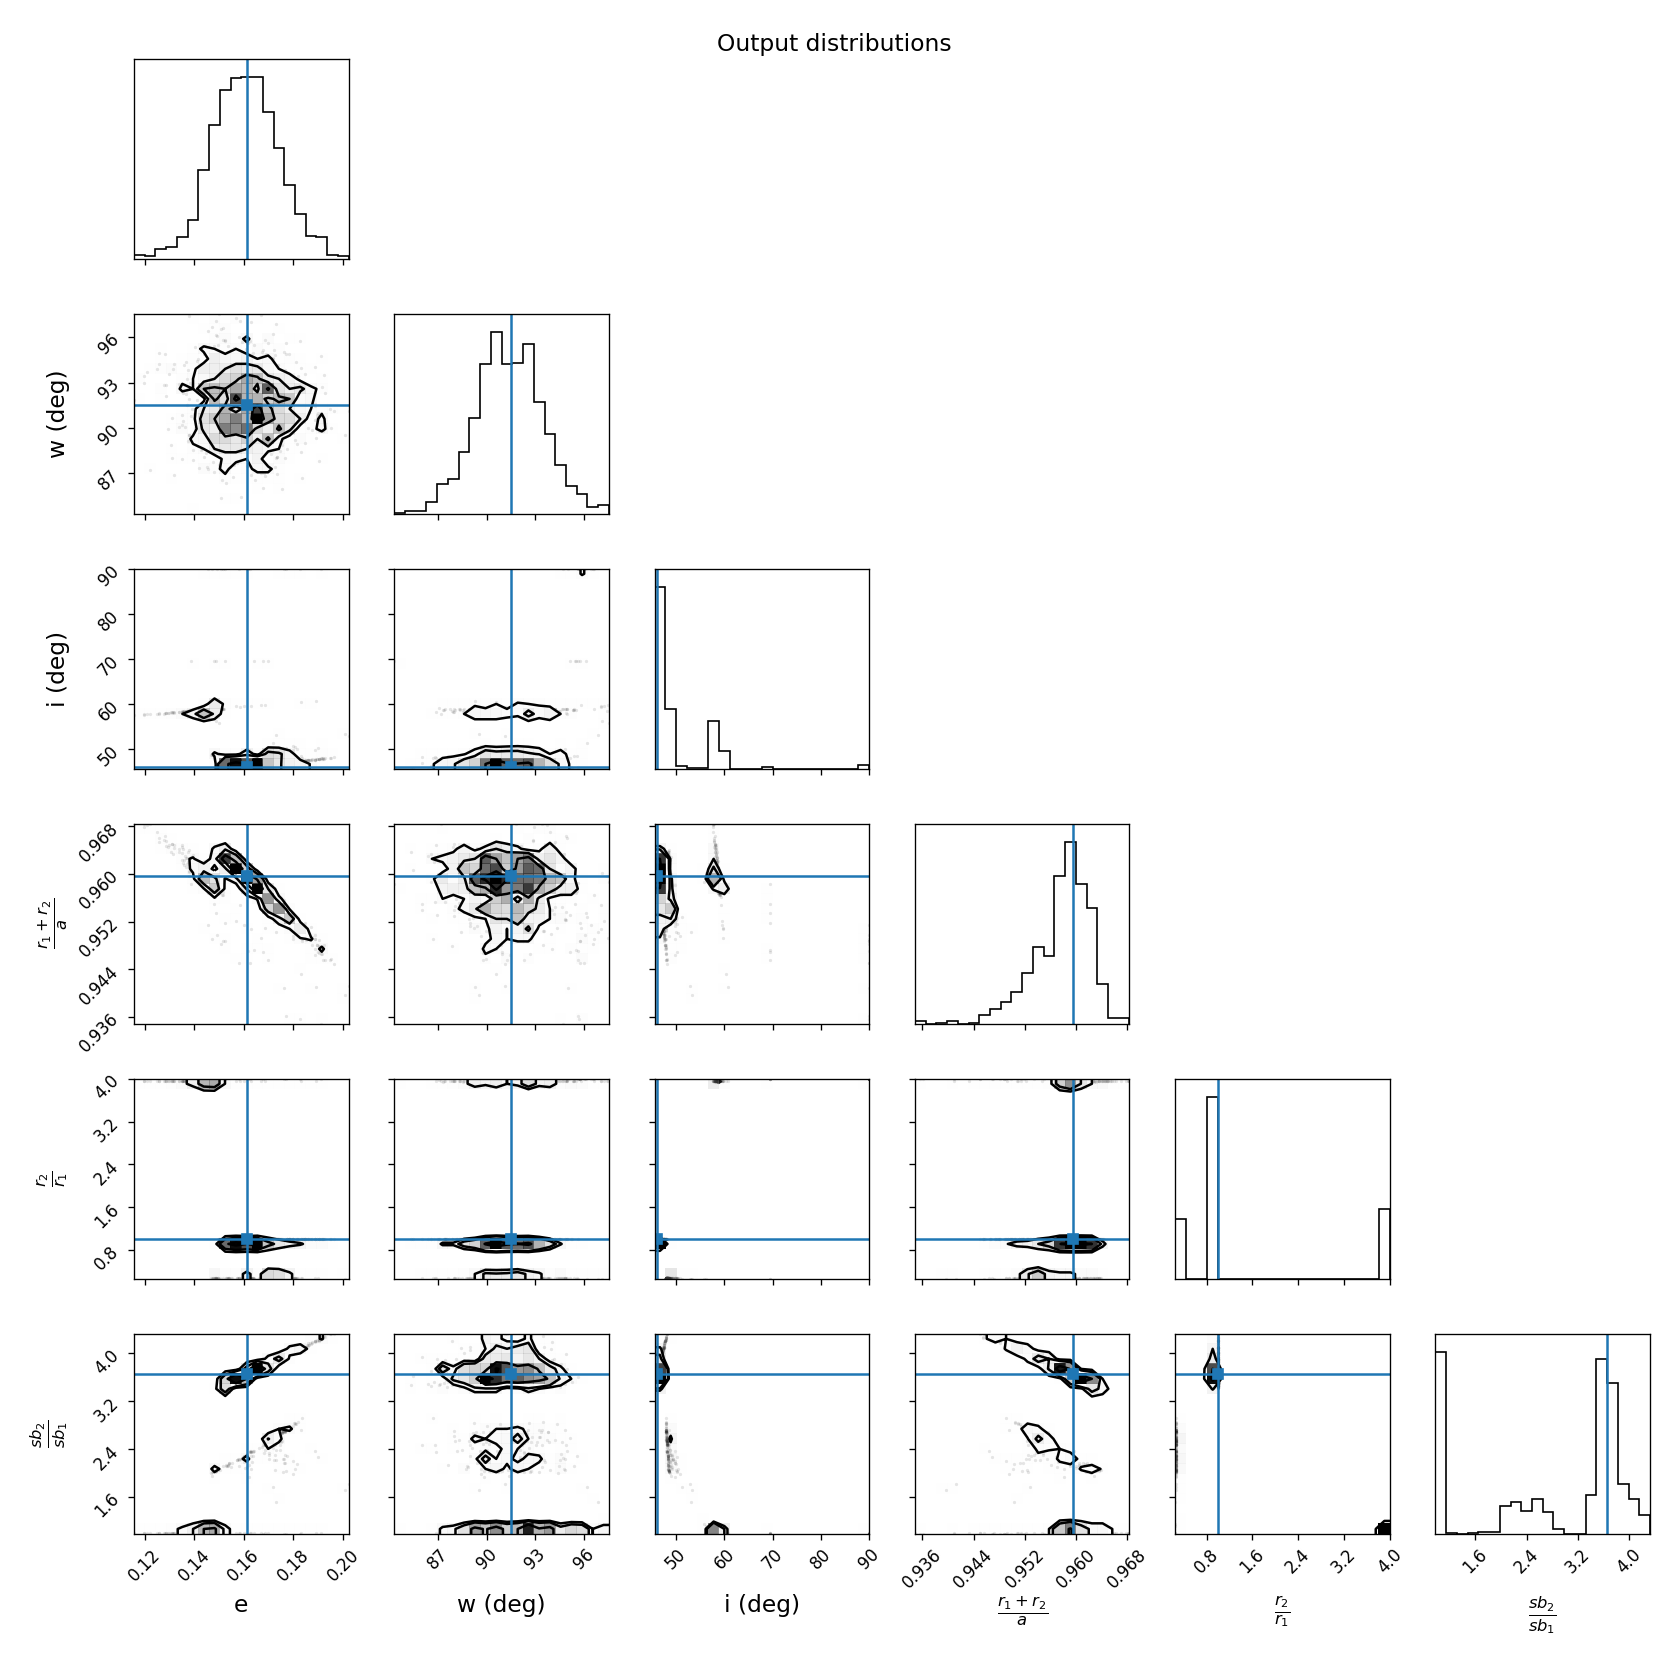 Output distributions
w (deg)
96
93
90
87
i (deg)
90
80
70
60
50
r1 + r2
a
0.968
0.960
0.952
0.944
0.936
r2
r1
4.0
3.2
2.4
1.6
0.8
sb2
sb1
4.0
3.2
2.4
1.6
0.12 0.14 0.16 0.18 0.20 87 90 93 96 50 60 70 80 90 0.936 0.944 0.952 0.960 0.968 0.8 1.6 2.4 3.2 4.0 1.6 2.4 3.2 4.0
e w (deg) i (deg) r1 + r2 r2 sb2
a r1 sb1